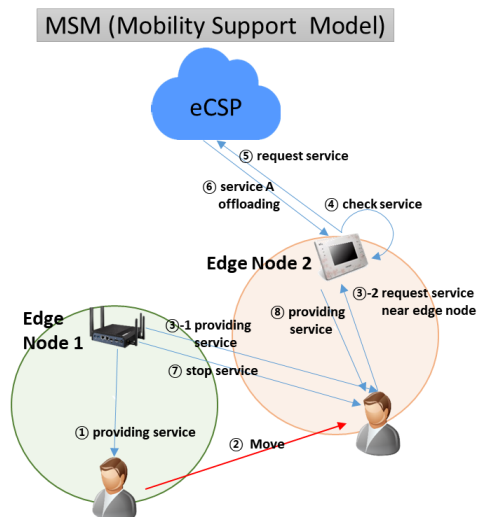 MSM (Mobility Support Model)
eCSP
⑤ request service
⑥ service A
offloading
④ check service
Edge Node 2
Edge
Node 1
③-1 providing
service
⑧ providing
service
③-2 request service
near edge node
⑦ stop service
① providing service
② Move